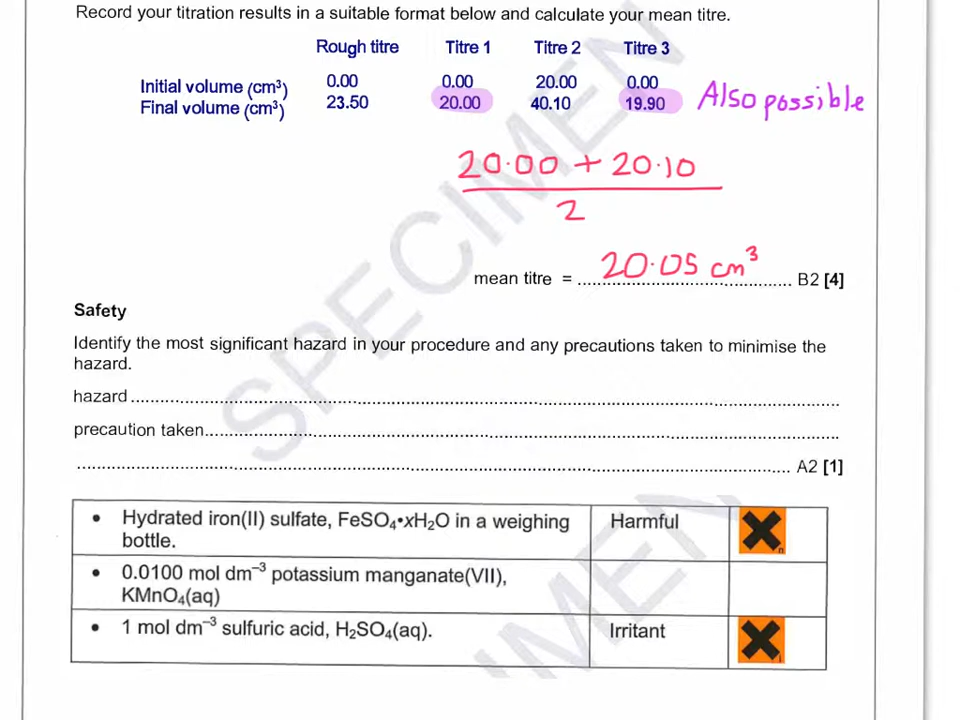 Record your titration results in a suitable format below and calculate your mean titre.
Rough titre Titre 1 Titre 2 Titre 3
Initial volume (cm³) 0.00 0.00 20.00 0.00
Final volume (cm³) 23.50 20.00 40.10 19.90 Also possible
20.00 + 20.10
2
mean titre = 20.05 cm³ B2 [4]
Safety
Identify the most significant hazard in your procedure and any precautions taken to minimise the
hazard.
hazard
precaution taken
A2 [1]
• Hydrated iron(II) sulfate, FeSO₄•xH₂O in a weighing Harmful
bottle. n
• 0.0100 mol dm⁻³ potassium manganate(VII),
KMnO₄(aq)
• 1 mol dm⁻³ sulfuric acid, H₂SO₄(aq). Irritant
i
SPECIMEN
IMEN